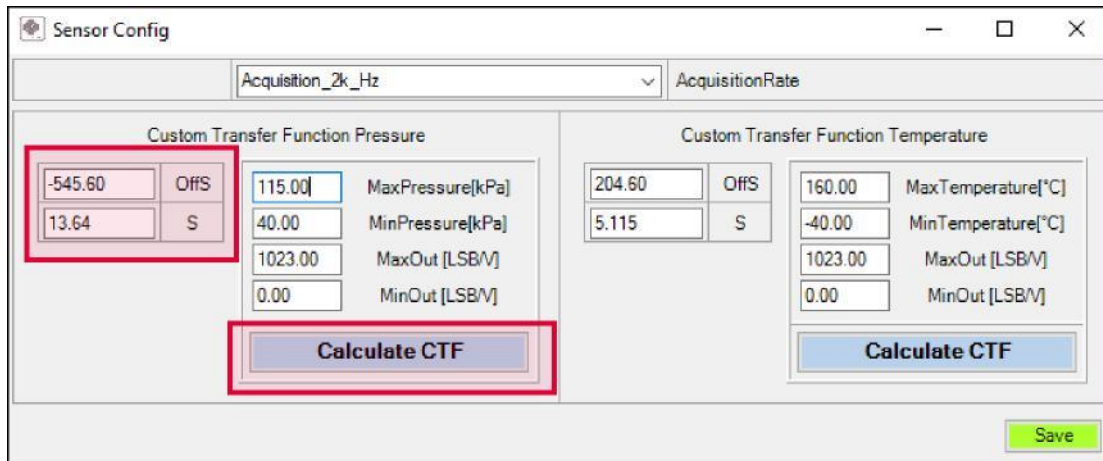 Sensor Config
Acquisition_2k_Hz AcquisitionRate
Custom Transfer Function Pressure
-545.60 OffS
13.64 S
115.00 MaxPressure[kPa]
40.00 MinPressure[kPa]
1023.00 MaxOut [LSB/V]
0.00 MinOut [LSB/V]
Calculate CTF
Custom Transfer Function Temperature
204.60 OffS
5.115 S
160.00 MaxTemperature[°C]
-40.00 MinTemperature[°C]
1023.00 MaxOut [LSB/V]
0.00 MinOut [LSB/V]
Calculate CTF
Save